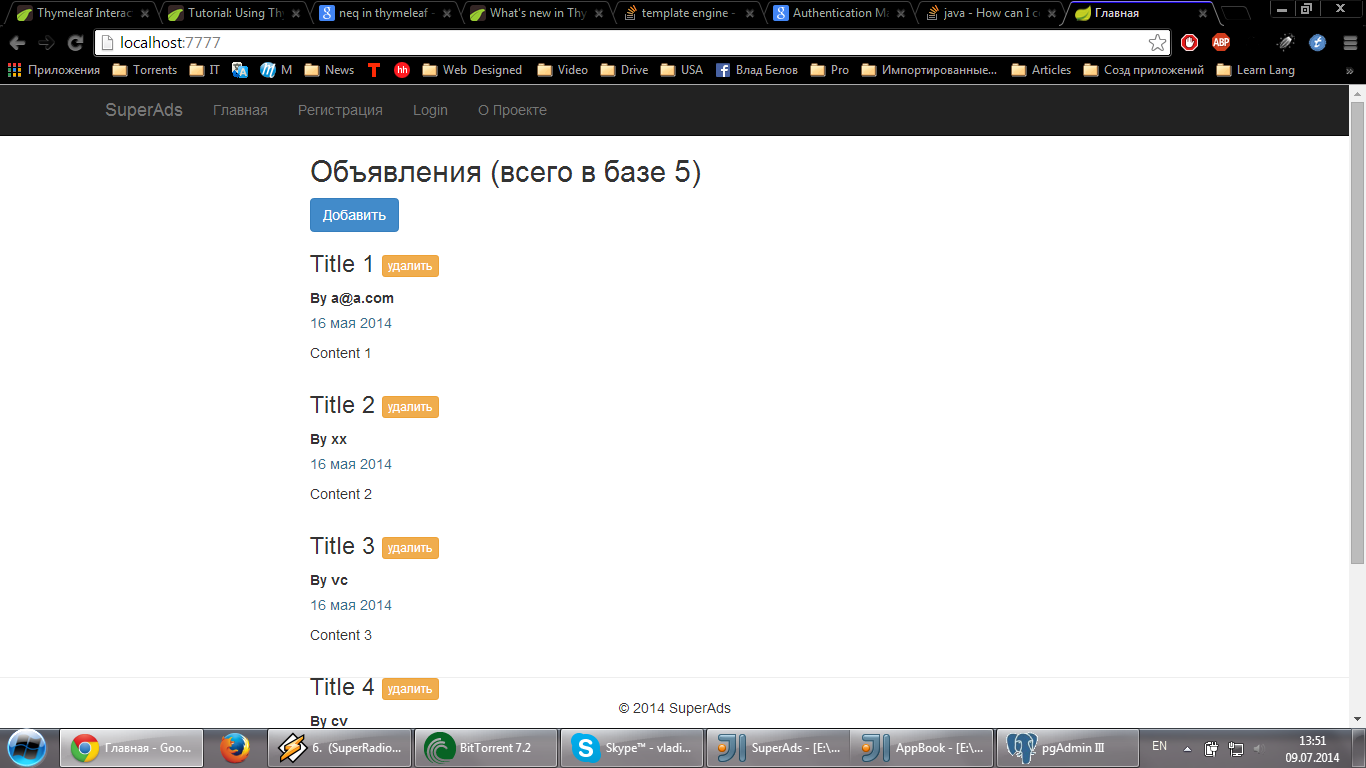 Thymeleaf Interac Tutorial: Using Thy neq in thymeleaf - What's new in Thy template engine - Authentication Ma java - How can I co Главная
localhost:7777 ABP
Приложения Torrents IT M News T hh Web Designed Video Drive USA Влад Белов Pro Импортированные... Articles Созд приложений Learn Lang »
SuperAds Главная Регистрация Login О Проекте
Объявления (всего в базе 5)
Добавить
Title 1 удалить
By a@a.com
16 мая 2014
Content 1
Title 2 удалить
By xx
16 мая 2014
Content 2
Title 3 удалить
By vc
16 мая 2014
Content 3
Title 4 удалить
© 2014 SuperAds
By cv
Главная - Goo... 6. (SuperRadio... BitTorrent 7.2 Skype™ - vladi... SuperAds - [E:\... AppBook - [E:\... pgAdmin III EN 13:51
09.07.2014